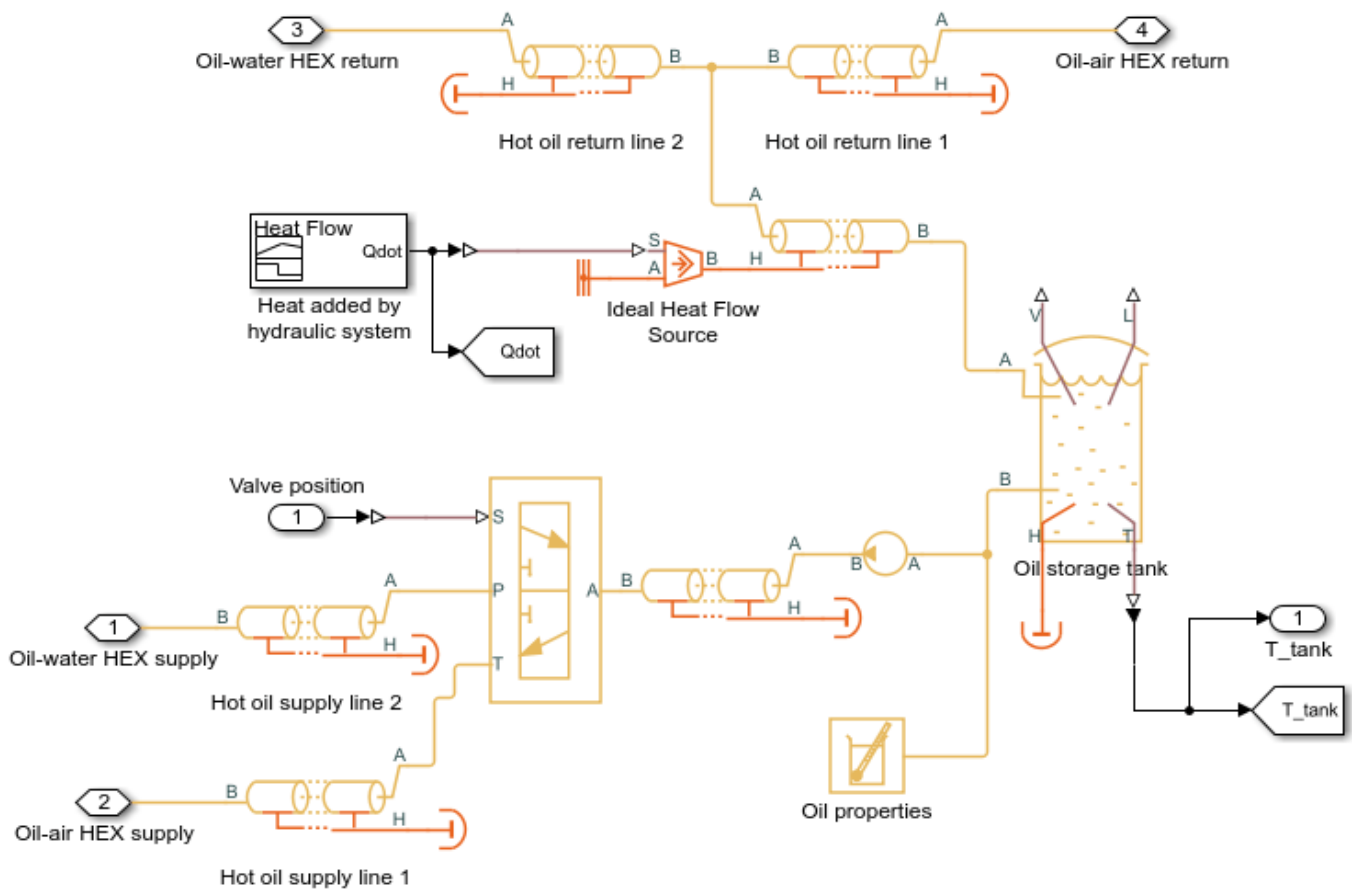 3
A
A
4
Oil-water HEX return
B
B
Oil-air HEX return
H
H
Hot oil return line 2
Hot oil return line 1
A
Heat Flow
Qdot
S
A
B
H
B
Heat added by
hydraulic system
Ideal Heat Flow
Source
Qdot
V
L
A
Valve position
1
S
B
H
T
Oil storage tank
A
B
A
P
A
B
A
H
B
1
Oil-water HEX supply
H
T
1
T_tank
Hot oil supply line 2
T_tank
A
B
2
Oil-air HEX supply
H
Oil properties
Hot oil supply line 1